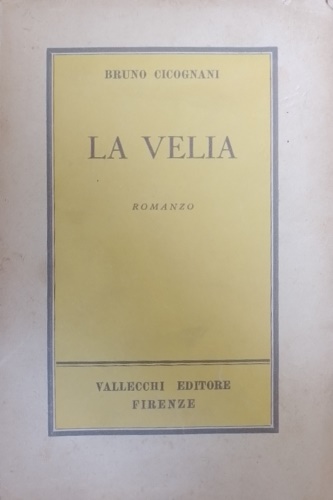 BRUNO CICOGNANI
LA VELIA
ROMANZO
VALLECCHI EDITORE
FIRENZE